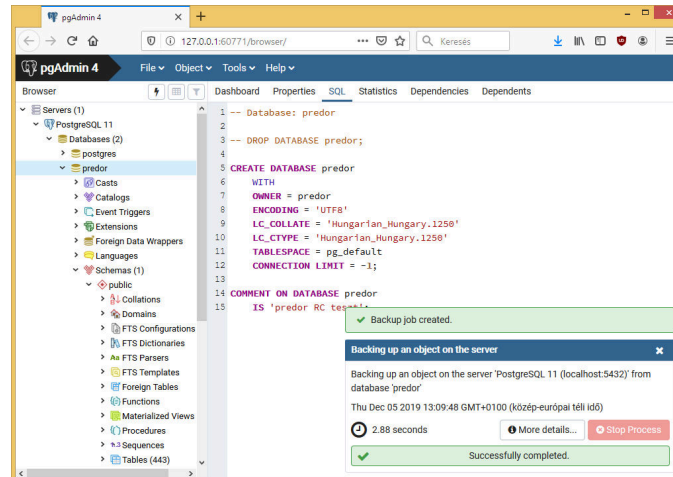 pgAdmin 4
127.0.0.1:60771/browser/
Keresés
pgAdmin 4
File Object Tools Help
Browser
Dashboard Properties SQL Statistics Dependencies Dependents
Servers (1)
PostgreSQL 11
Databases (2)
postgres
predor
Casts
Catalogs
Event Triggers
Extensions
Foreign Data Wrappers
Languages
Schemas (1)
public
Collations
Domains
FTS Configurations
FTS Dictionaries
FTS Parsers
FTS Templates
Foreign Tables
Functions
Materialized Views
Procedures
Sequences
Tables (443)
1 -- Database: predor
2
3 -- DROP DATABASE predor;
4
5 CREATE DATABASE predor
6 WITH
7 OWNER = predor
8 ENCODING = 'UTF8'
9 LC_COLLATE = 'Hungarian_Hungary.1250'
10 LC_CTYPE = 'Hungarian_Hungary.1250'
11 TABLESPACE = pg_default
12 CONNECTION LIMIT = -1;
13
14 COMMENT ON DATABASE predor
15 IS 'predor RC teszt';
Backup job created.
Backing up an object on the server
Backing up an object on the server 'PostgreSQL 11 (localhost:5432)' from
database 'predor'
Thu Dec 05 2019 13:09:48 GMT+0100 (közép-európai téli idő)
2.88 seconds
More details...
Stop Process
Successfully completed.